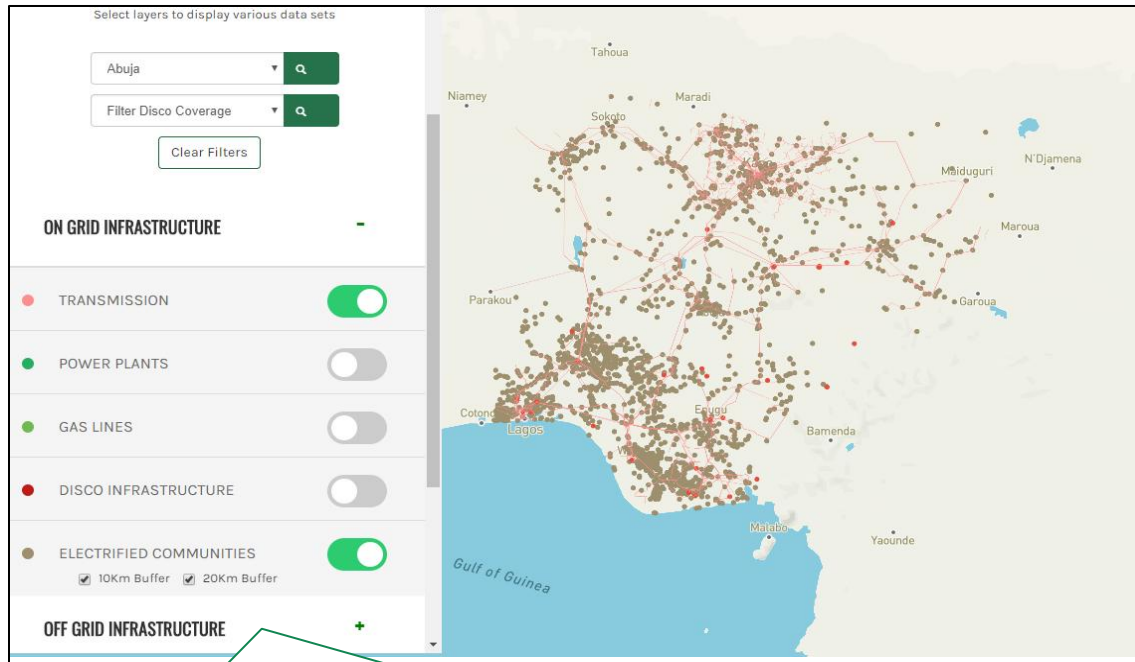 Select layers to display various data sets
Abuja
Filter Disco Coverage
Clear Filters
ON GRID INFRASTRUCTURE
-
TRANSMISSION
POWER PLANTS
GAS LINES
DISCO INFRASTRUCTURE
ELECTRIFIED COMMUNITIES
10Km Buffer 20Km Buffer
OFF GRID INFRASTRUCTURE
+
Tahoua
Niamey
Maradi
Sokoto
N'Djamena
Maiduguri
Maroua
Parakou
Garoua
Enugu
Lagos
Bamenda
Malabo
Yaounde
Gulf of Guinea